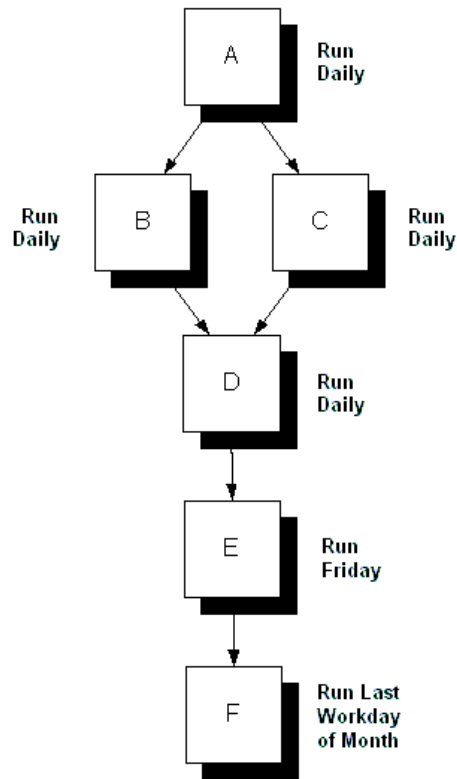 A
Run
Daily
Run
Daily
B
C
Run
Daily
D
Run
Daily
E
Run
Friday
F
Run Last
Workday
of Month